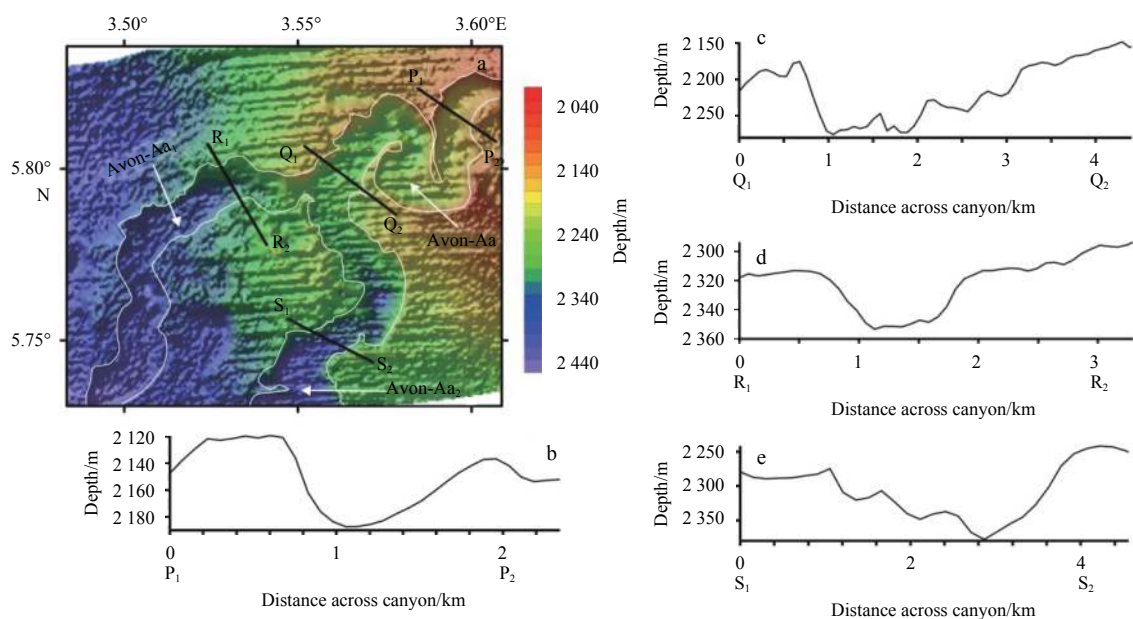 3.50° 3.55° 3.60°E
a
P₁
P₂
R₁
R₂
Q₁
Q₂
S₁
S₂
Avon-Aa₁
Avon-Aa
Avon-Aa₂
5.80°
N
5.75°
2 040
2 140
2 240
2 340
2 440
Depth/m
b
2 120
2 140
2 160
2 180
Depth/m
0 1 2
P₁ P₂
Distance across canyon/km
c
2 150
2 200
2 250
Depth/m
0 1 2 3 4
Q₁ Q₂
Distance across canyon/km
d
2 300
2 320
2 340
2 360
Depth/m
0 1 2 3
R₁ R₂
Distance across canyon/km
e
2 250
2 300
2 350
Depth/m
0 2 4
S₁ S₂
Distance across canyon/km